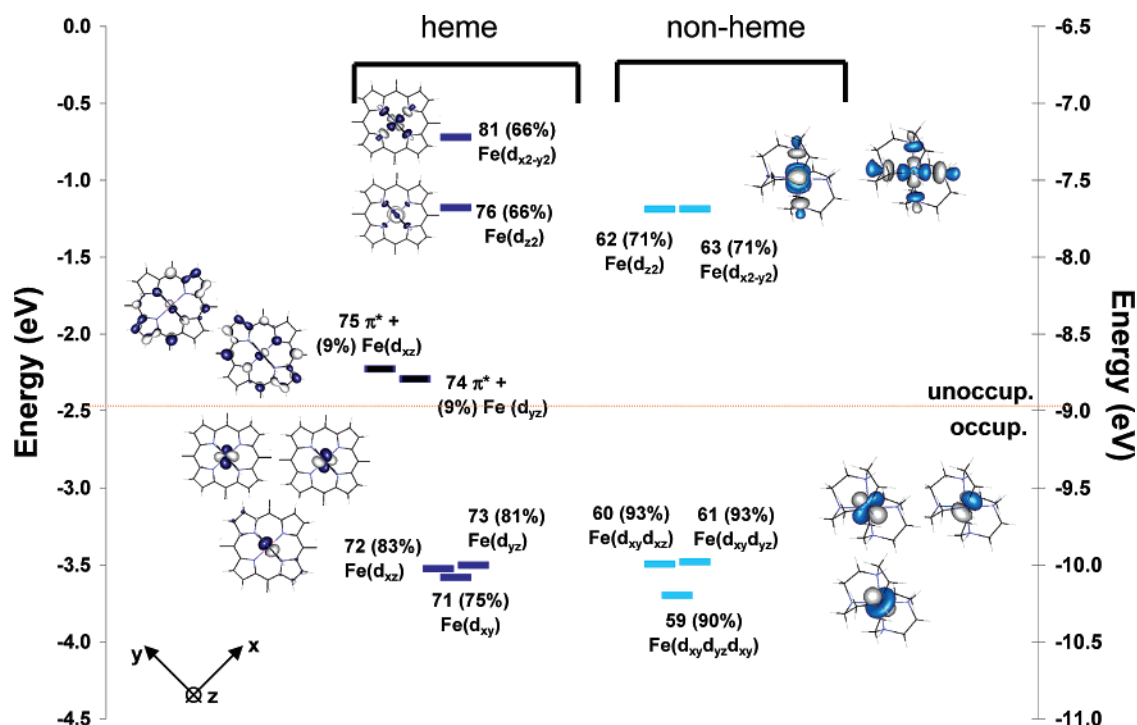 heme
non-heme
Energy (eV)
0.0
-0.5
-1.0
-1.5
-2.0
-2.5
-3.0
-3.5
-4.0
-4.5
81 (66%)
Fe(dx2-y2)
76 (66%)
Fe(dz2)
75 π* +
(9%) Fe(dxz)
74 π* +
(9%) Fe (dyz)
73 (81%)
Fe(dyz)
72 (83%)
Fe(dxz)
71 (75%)
Fe(dxy)
62 (71%)
Fe(dz2)
63 (71%)
Fe(dx2-y2)
unoccup.
occup.
60 (93%)
Fe(dxydxz)
61 (93%)
Fe(dxydyz)
59 (90%)
Fe(dxydyzdxy)
y
x
z
-6.5
-7.0
-7.5
-8.0
-8.5
-9.0
-9.5
-10.0
-10.5
-11.0
Energy (eV)